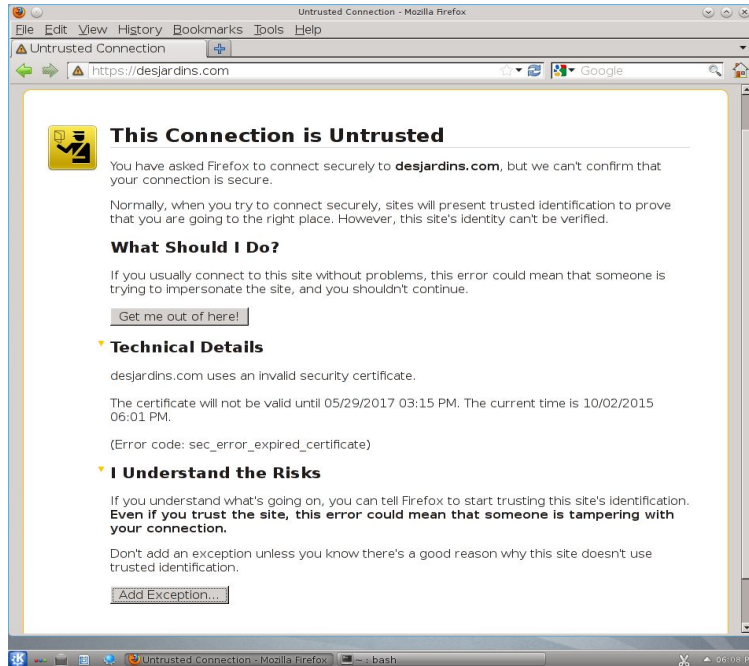 Untrusted Connection - Mozilla Firefox
File Edit View History Bookmarks Tools Help
Untrusted Connection
https://desjardins.com
Google
This Connection is Untrusted
You have asked Firefox to connect securely to desjardins.com, but we can't confirm that
your connection is secure.
Normally, when you try to connect securely, sites will present trusted identification to prove
that you are going to the right place. However, this site's identity can't be verified.
What Should I Do?
If you usually connect to this site without problems, this error could mean that someone is
trying to impersonate the site, and you shouldn't continue.
Get me out of here!
Technical Details
desjardins.com uses an invalid security certificate.
The certificate will not be valid until 05/29/2017 03:15 PM. The current time is 10/02/2015
06:01 PM.
(Error code: sec_error_expired_certificate)
I Understand the Risks
If you understand what's going on, you can tell Firefox to start trusting this site's identification.
Even if you trust the site, this error could mean that someone is tampering with
your connection.
Don't add an exception unless you know there's a good reason why this site doesn't use
trusted identification.
Add Exception...
Untrusted Connection - Mozilla Firefox
~ : bash
06:08